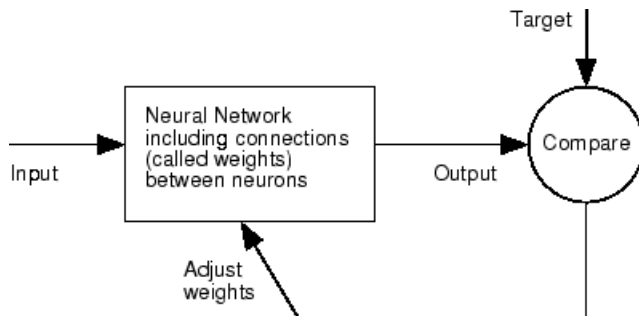 Target
Neural Network
including connections
(called weights)
between neurons
Compare
Input
Output
Adjust
weights